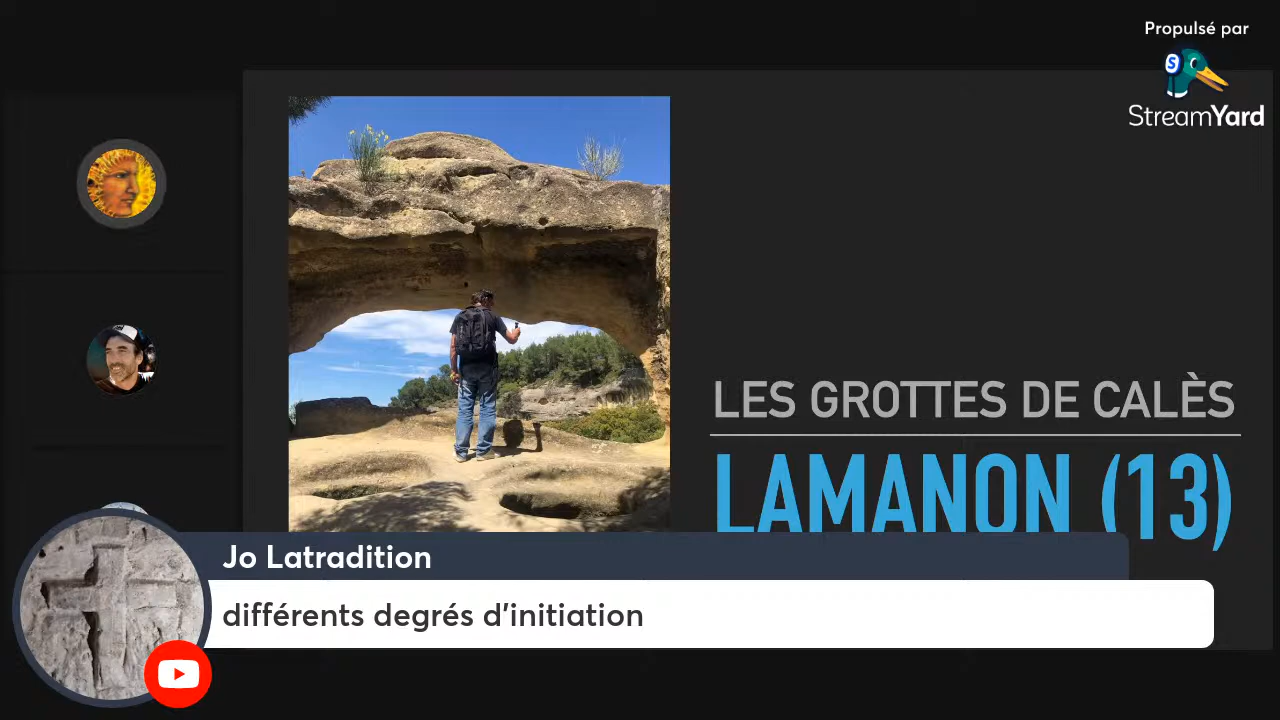 Propulsé par
StreamYard
LES GROTTES DE CALÈS
LAMANON (13)
Jo Latradition
différents degrés d'initiation